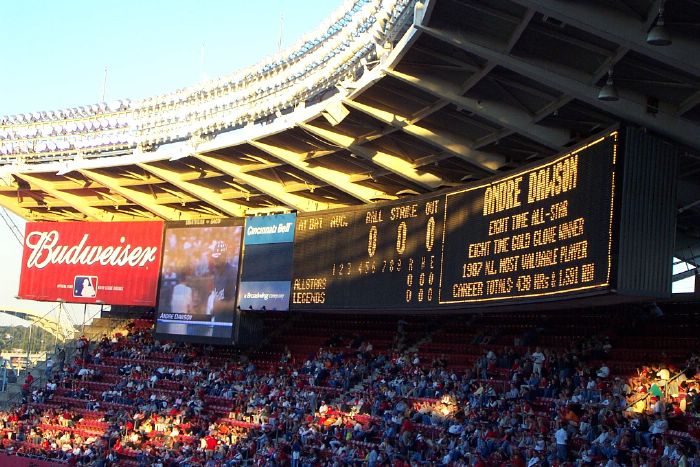 Budweiser
ANDRE DAWSON
Cincinnati Bell
Broadwing
AT BAT AVG. BALL STRIKE OUT
0 0 0
1 2 3 4 5 6 7 8 9 R H E
ALLSTARS 0 0 0
LEGENDS 0 0 0
ANDRE DAWSON
EIGHT TIME ALL-STAR
EIGHT TIME GOLD GLOVE WINNER
1987 N.L. MOST VALUABLE PLAYER
CAREER TOTALS: 438 HRS & 1,591 RBI